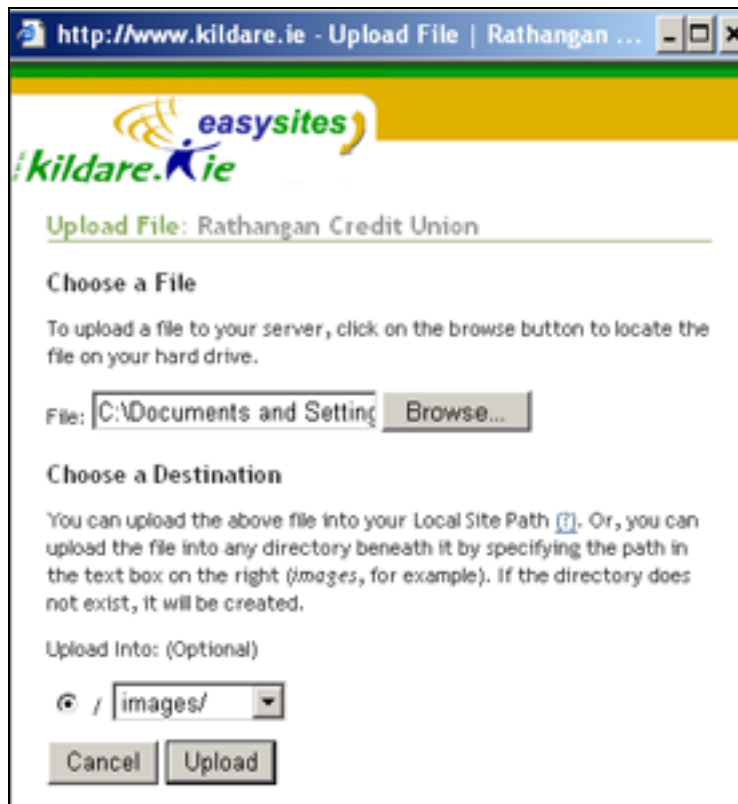 http://www.kildare.ie - Upload File | Rathangan ...
easysites
kildare.ie
Upload File: Rathangan Credit Union
Choose a File
To upload a file to your server, click on the browse button to locate the
file on your hard drive.
File: C:\Documents and Setting Browse...
Choose a Destination
You can upload the above file into your Local Site Path [?]. Or, you can
upload the file into any directory beneath it by specifying the path in
the text box on the right (images, for example). If the directory does
not exist, it will be created.
Upload Into: (Optional)
/ images/
Cancel Upload